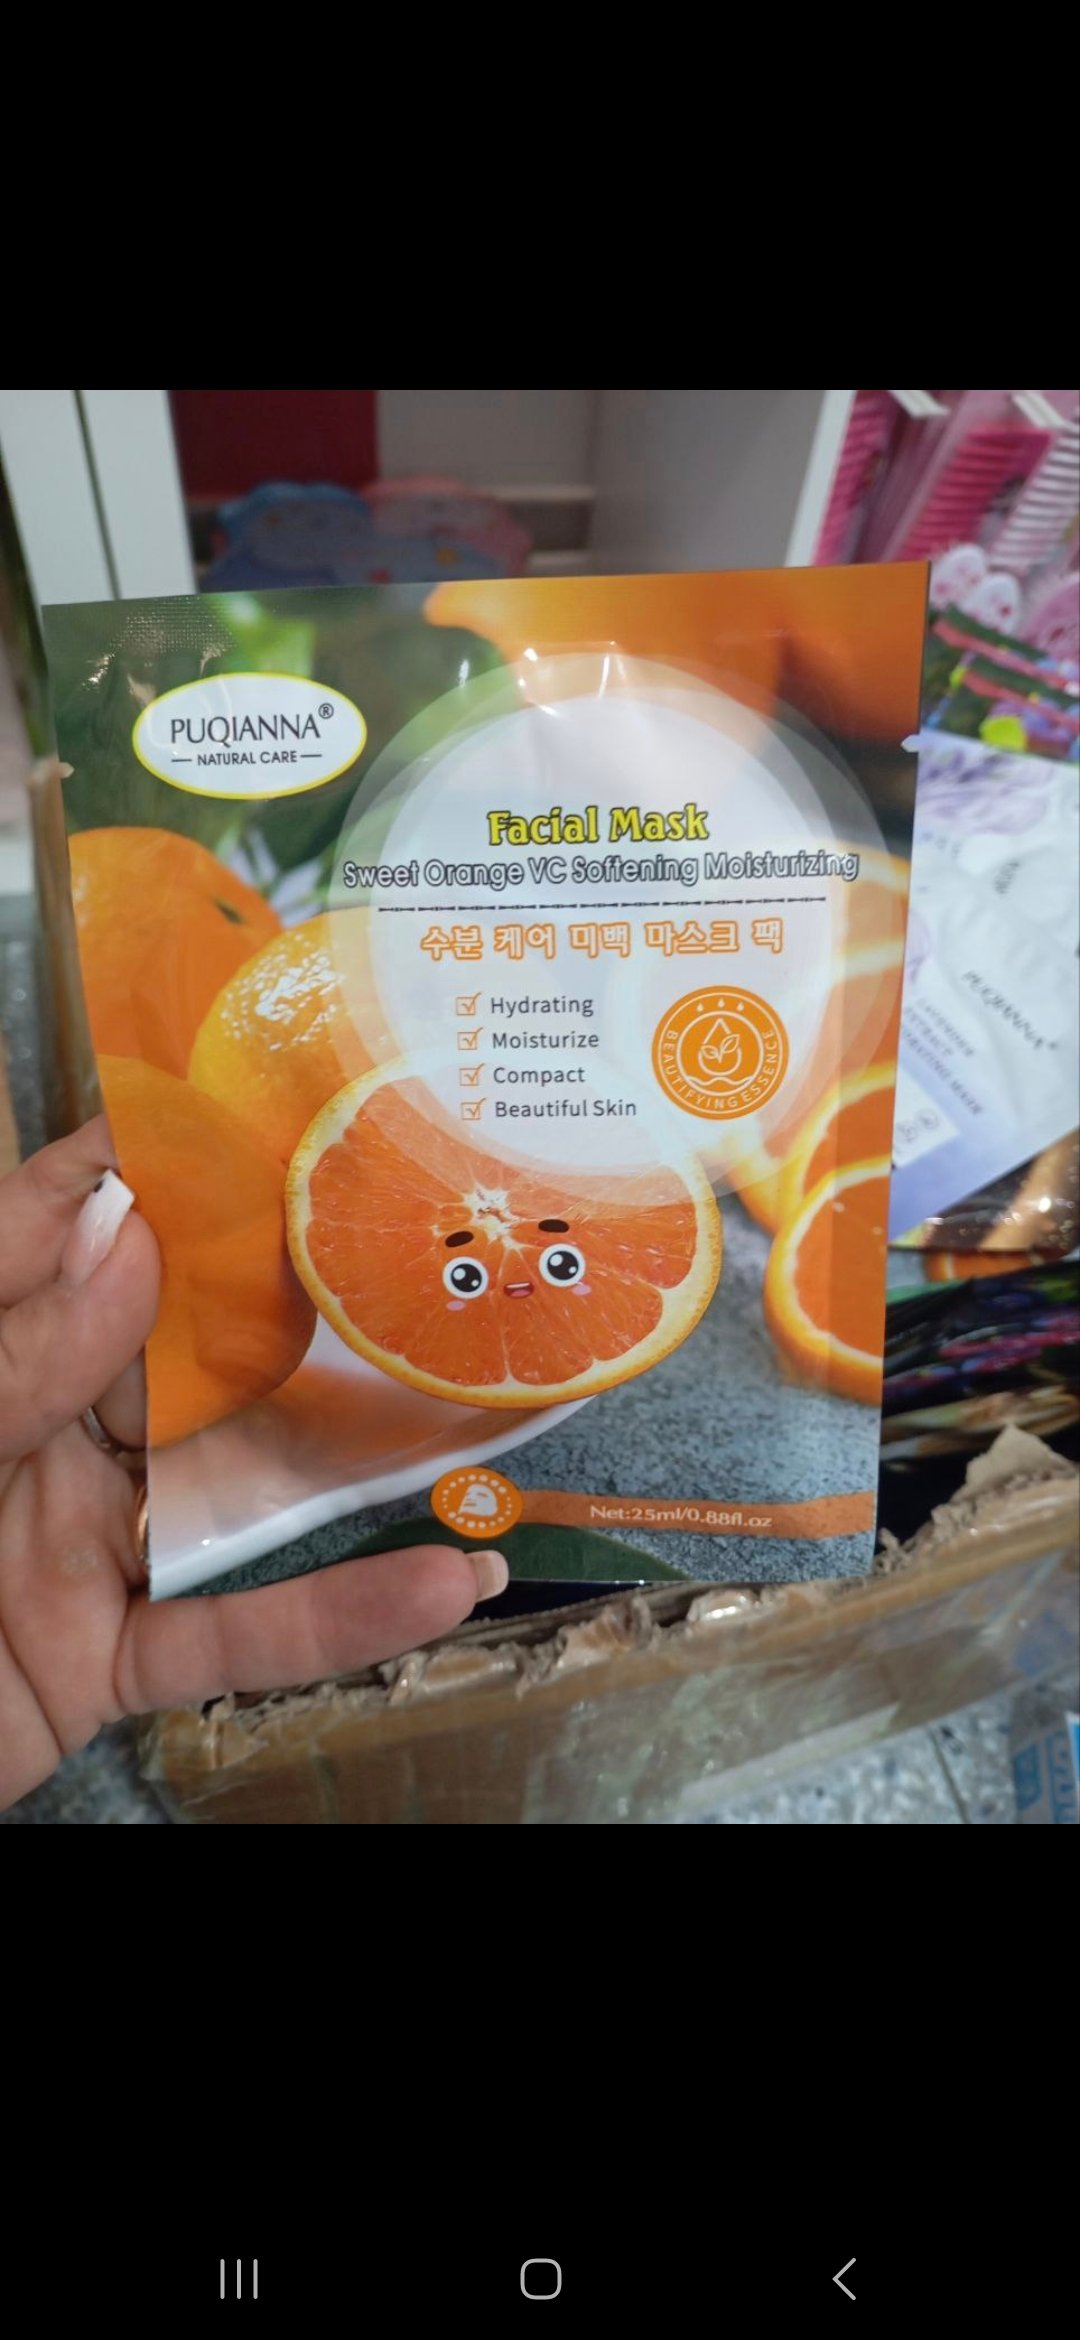 PUQIANNA®
NATURAL CARE
Facial Mask
Sweet Orange VC Softening Moisturizing
수분 케어 미백 마스크 팩
Hydrating
Moisturize
Compact
Beautiful Skin
BEAUTIFYING ESSENCE
Net:25ml/0.88fl.oz
PUQIANNA